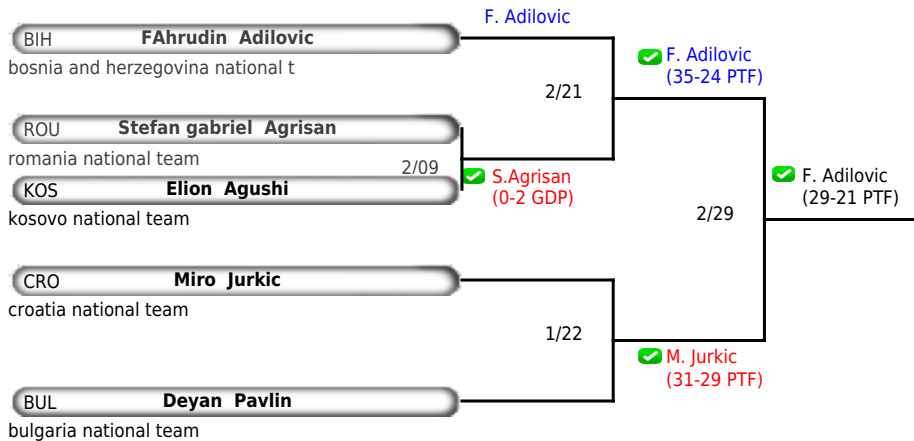 F. Adilovic
BIH FAhrudin Adilovic
bosnia and herzegovina national t
F. Adilovic
(35-24 PTF)
2/21
ROU Stefan gabriel Agrisan
romania national team
2/09
KOS Elion Agushi
kosovo national team
S.Agrisan
(0-2 GDP)
F. Adilovic
(29-21 PTF)
2/29
CRO Miro Jurkic
croatia national team
1/22
M. Jurkic
(31-29 PTF)
BUL Deyan Pavlin
bulgaria national team